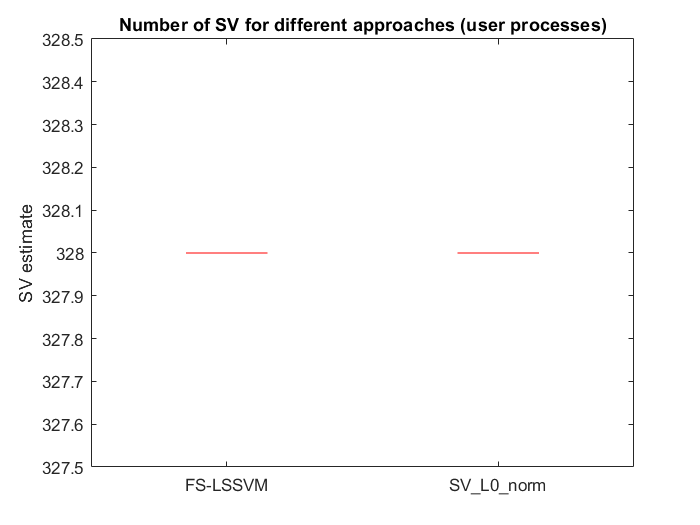 Number of SV for different approaches (user processes)
328.5
328.4
328.3
328.2
328.1
328
327.9
327.8
327.7
327.6
327.5
SV estimate
FS-LSSVM
SV_L0_norm